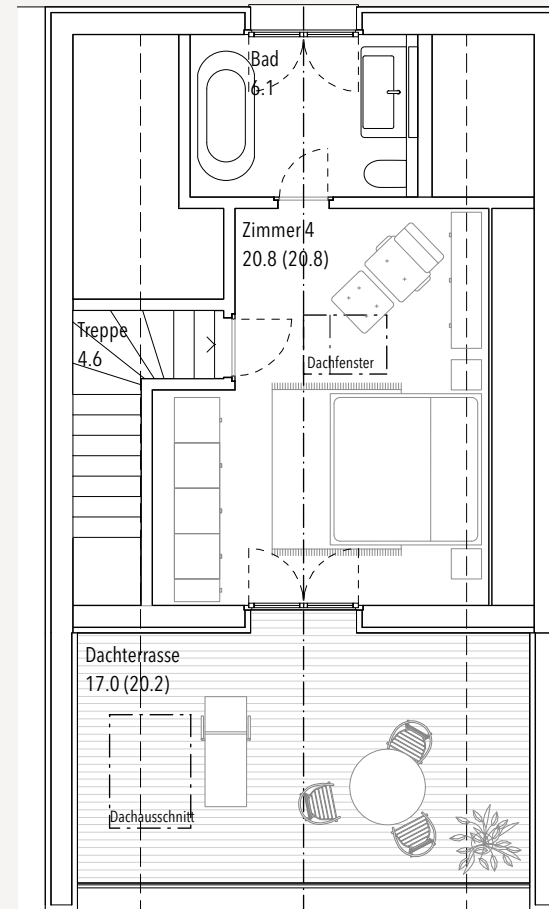 Bad
6.1
Zimmer 4
20.8 (20.8)
Treppe
4.6
Dachfenster
Dachterrasse
17.0 (20.2)
Dachausschnitt